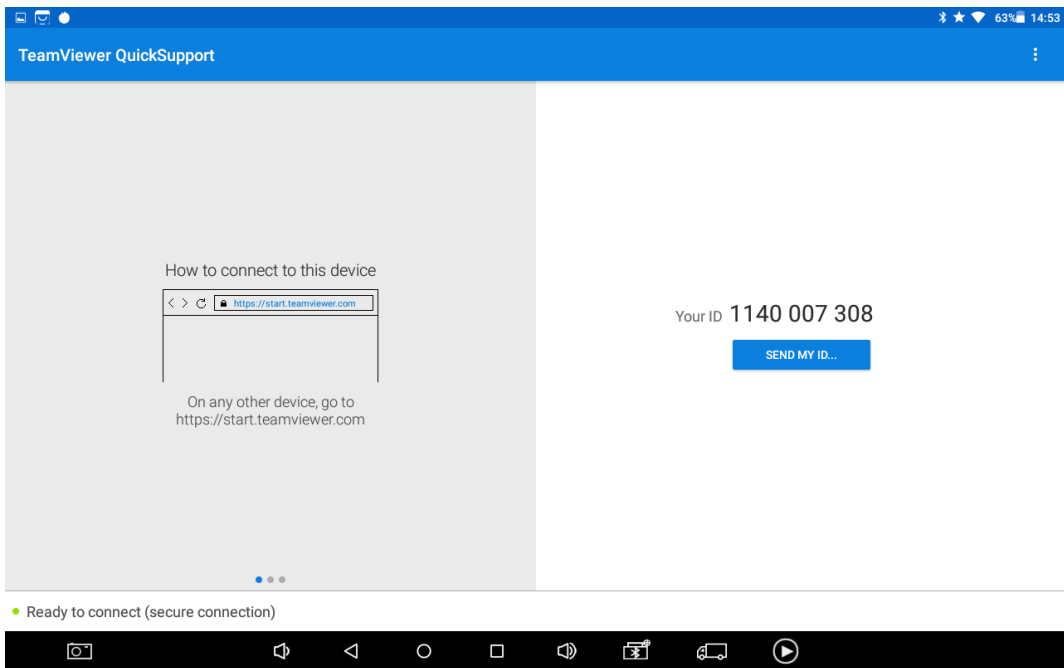 63% 14:53
TeamViewer QuickSupport
How to connect to this device
https://start.teamviewer.com
On any other device, go to
https://start.teamviewer.com
Your ID 1140 007 308
SEND MY ID...
Ready to connect (secure connection)